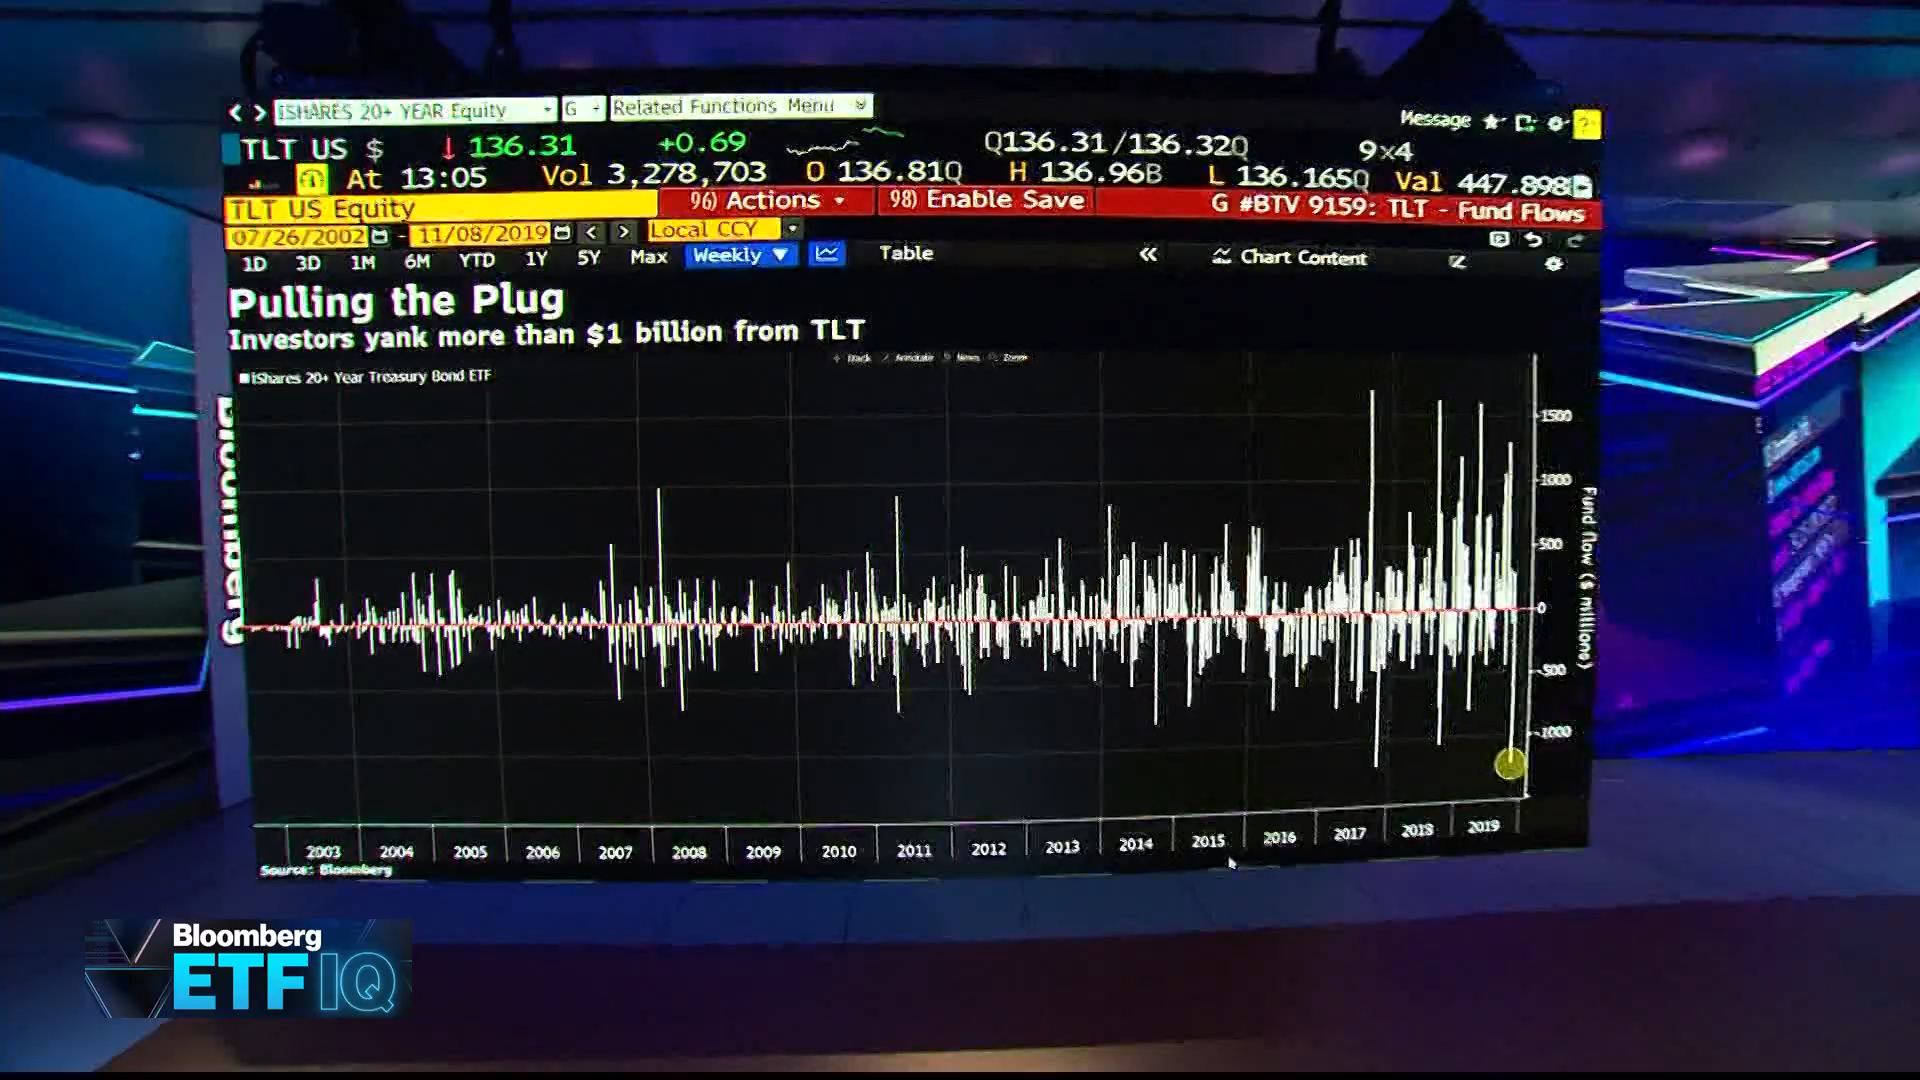 iSHARES 20+ YEAR Equity G Related Functions Menu
Message
TLT US $ 136.31 +0.69 Q136.31/136.32Q 9x4
At 13:05 Vol 3,278,703 O 136.81Q H 136.96B L 136.165Q Val 447.898
TLT US Equity 96) Actions 98) Enable Save G #BTV 9159: TLT - Fund Flows
07/26/2002 - 11/08/2019 Local CCY
1D 3D 1M 6M YTD 1Y 5Y Max Weekly Table Chart Content
Pulling the Plug
Investors yank more than $1 billion from TLT
Track Annotate News Zoom
iShares 20+ Year Treasury Bond ETF
Bloomberg
1500
1000
500
0
-500
-1000
Fund flow ($ millions)
2003 2004 2005 2006 2007 2008 2009 2010 2011 2012 2013 2014 2015 2016 2017 2018 2019
Source: Bloomberg
Bloomberg
ETF IQ